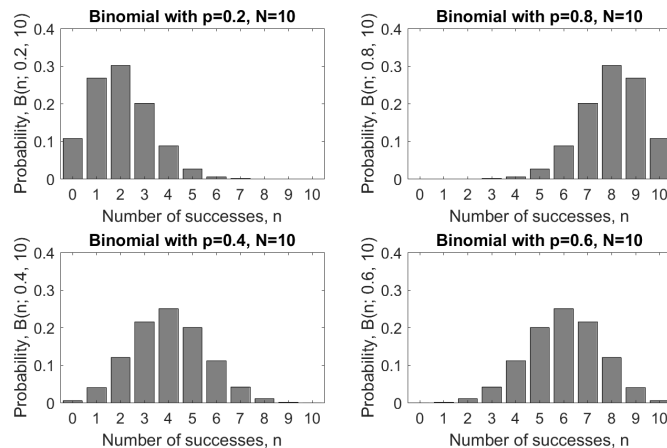 Binomial with p=0.2, N=10
Probability, B(n; 0.2, 10)
0.4
0.3
0.2
0.1
0
0 1 2 3 4 5 6 7 8 9 10
Number of successes, n
Binomial with p=0.8, N=10
Probability, B(n; 0.8, 10)
0.4
0.3
0.2
0.1
0
0 1 2 3 4 5 6 7 8 9 10
Number of successes, n
Binomial with p=0.4, N=10
Probability, B(n; 0.4, 10)
0.4
0.3
0.2
0.1
0
0 1 2 3 4 5 6 7 8 9 10
Number of successes, n
Binomial with p=0.6, N=10
Probability, B(n; 0.6, 10)
0.4
0.3
0.2
0.1
0
0 1 2 3 4 5 6 7 8 9 10
Number of successes, n